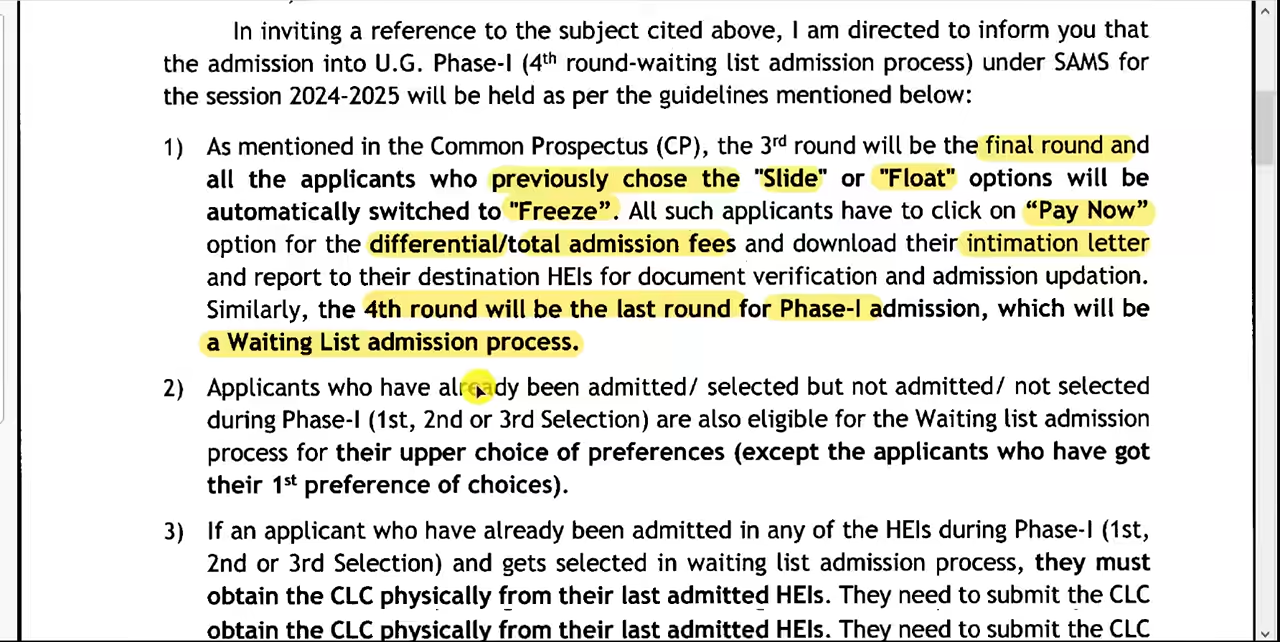 In inviting a reference to the subject cited above, I am directed to inform you that
the admission into U.G. Phase-I (4th round-waiting list admission process) under SAMS for
the session 2024-2025 will be held as per the guidelines mentioned below:
1) As mentioned in the Common Prospectus (CP), the 3rd round will be the final round and
all the applicants who previously chose the "Slide" or "Float" options will be
automatically switched to "Freeze”. All such applicants have to click on “Pay Now”
option for the differential/total admission fees and download their intimation letter
and report to their destination HEIs for document verification and admission updation.
Similarly, the 4th round will be the last round for Phase-I admission, which will be
a Waiting List admission process.
2) Applicants who have already been admitted/ selected but not admitted/ not selected
during Phase-I (1st, 2nd or 3rd Selection) are also eligible for the Waiting list admission
process for their upper choice of preferences (except the applicants who have got
their 1st preference of choices).
3) If an applicant who have already been admitted in any of the HEIs during Phase-I (1st,
2nd or 3rd Selection) and gets selected in waiting list admission process, they must
obtain the CLC physically from their last admitted HEIs. They need to submit the CLC
obtain the CLC physically from their last admitted HEIs. They need to submit the CLC